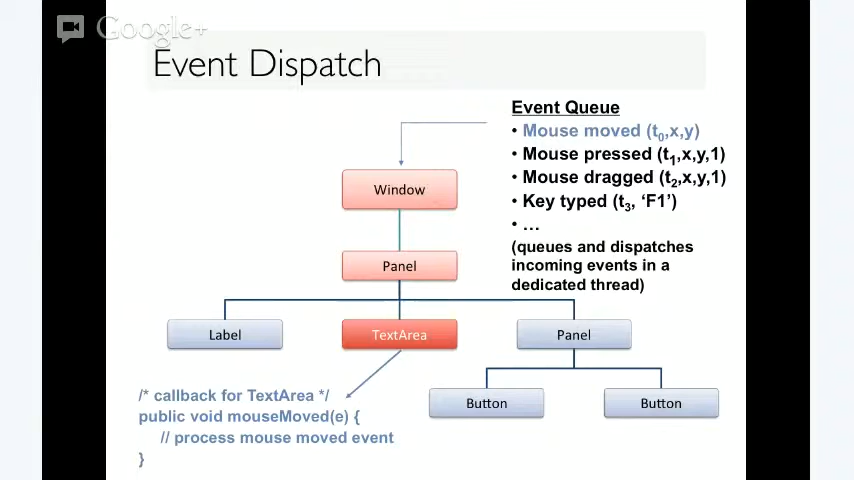 Google+
Event Dispatch
Event Queue
• Mouse moved (t0,x,y)
• Mouse pressed (t1,x,y,1)
• Mouse dragged (t2,x,y,1)
• Key typed (t3, ‘F1’)
• ...
(queues and dispatches
incoming events in a
dedicated thread)
Window
Panel
Label
TextArea
Panel
Button
Button
/* callback for TextArea */
public void mouseMoved(e) {
// process mouse moved event
}